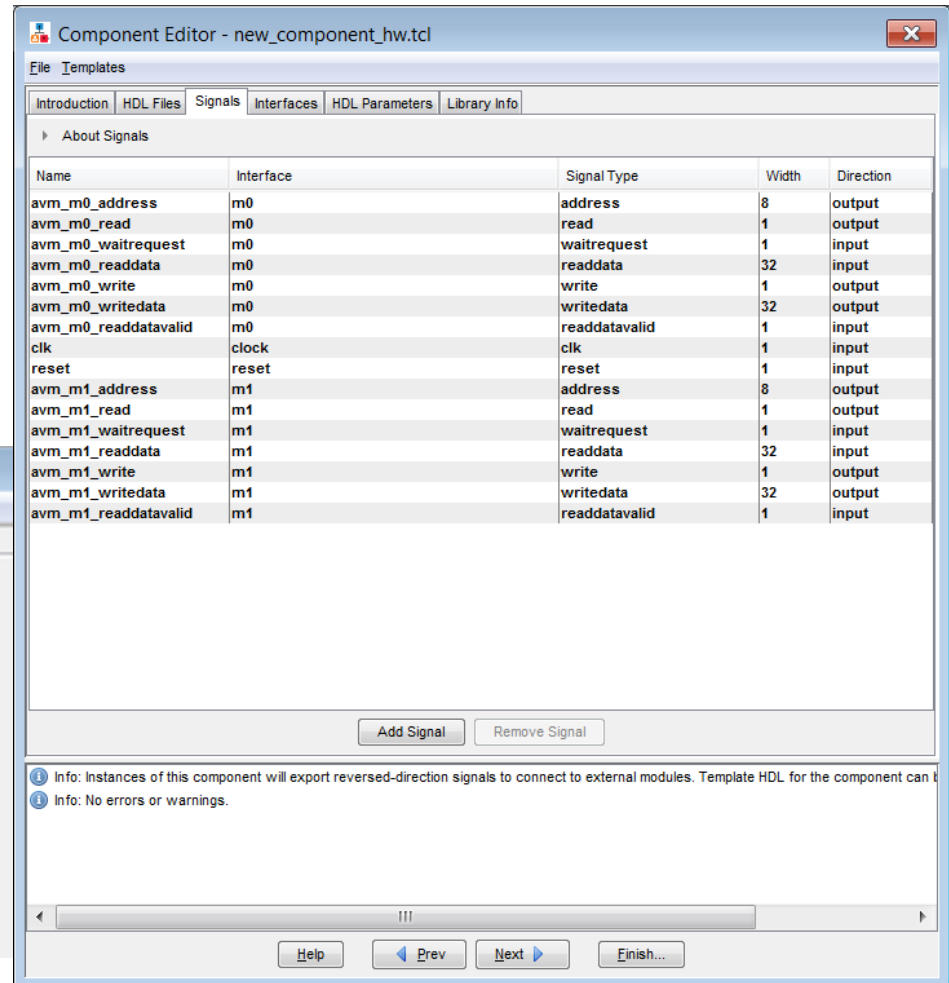 Component Editor - new_component_hw.tcl
File Templates
Introduction HDL Files Signals Interfaces HDL Parameters Library Info
About Signals
Name Interface Signal Type Width Direction
avm_m0_address m0 address 8 output
avm_m0_read m0 read 1 output
avm_m0_waitrequest m0 waitrequest 1 input
avm_m0_readdata m0 readdata 32 input
avm_m0_write m0 write 1 output
avm_m0_writedata m0 writedata 32 output
avm_m0_readdatavalid m0 readdatavalid 1 input
clk clock clk 1 input
reset reset reset 1 input
avm_m1_address m1 address 8 output
avm_m1_read m1 read 1 output
avm_m1_waitrequest m1 waitrequest 1 input
avm_m1_readdata m1 readdata 32 input
avm_m1_write m1 write 1 output
avm_m1_writedata m1 writedata 32 output
avm_m1_readdatavalid m1 readdatavalid 1 input
Add Signal Remove Signal
Info: Instances of this component will export reversed-direction signals to connect to external modules. Template HDL for the component can
Info: No errors or warnings.
Help Prev Next Finish...